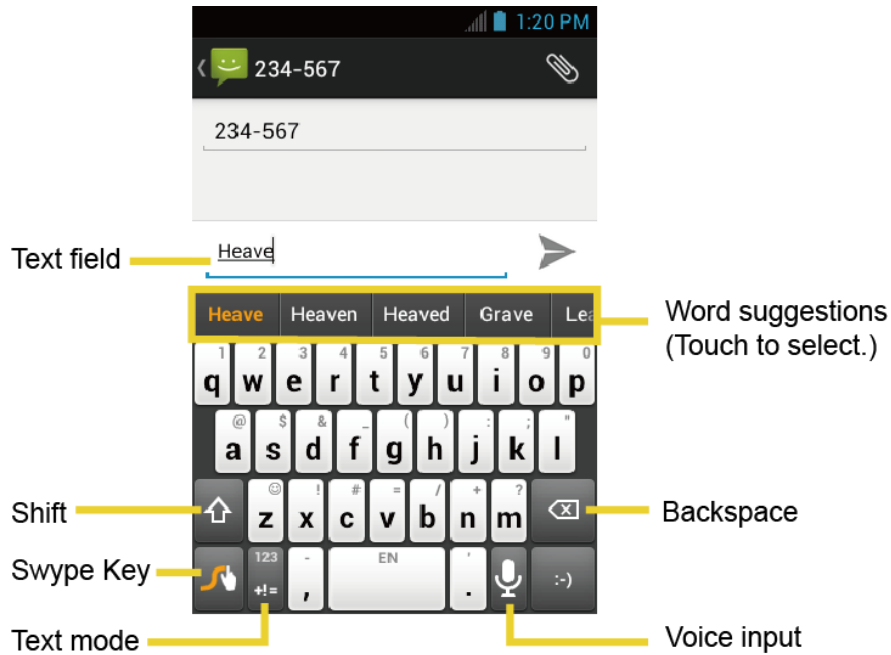 1:20 PM
234-567
234-567
Text field
Heave
Heave Heaven Heaved Grave Lea
Word suggestions
(Touch to select.)
1 2 3 4 5 6 7 8 9 0
q w e r t y u i o p
@ $ & _ ( ) : ; "
a s d f g h j k l
! # = / + ?
Shift
z x c v b n m
Backspace
Swype Key
123 - EN '
+!= , . :-)
Text mode
Voice input